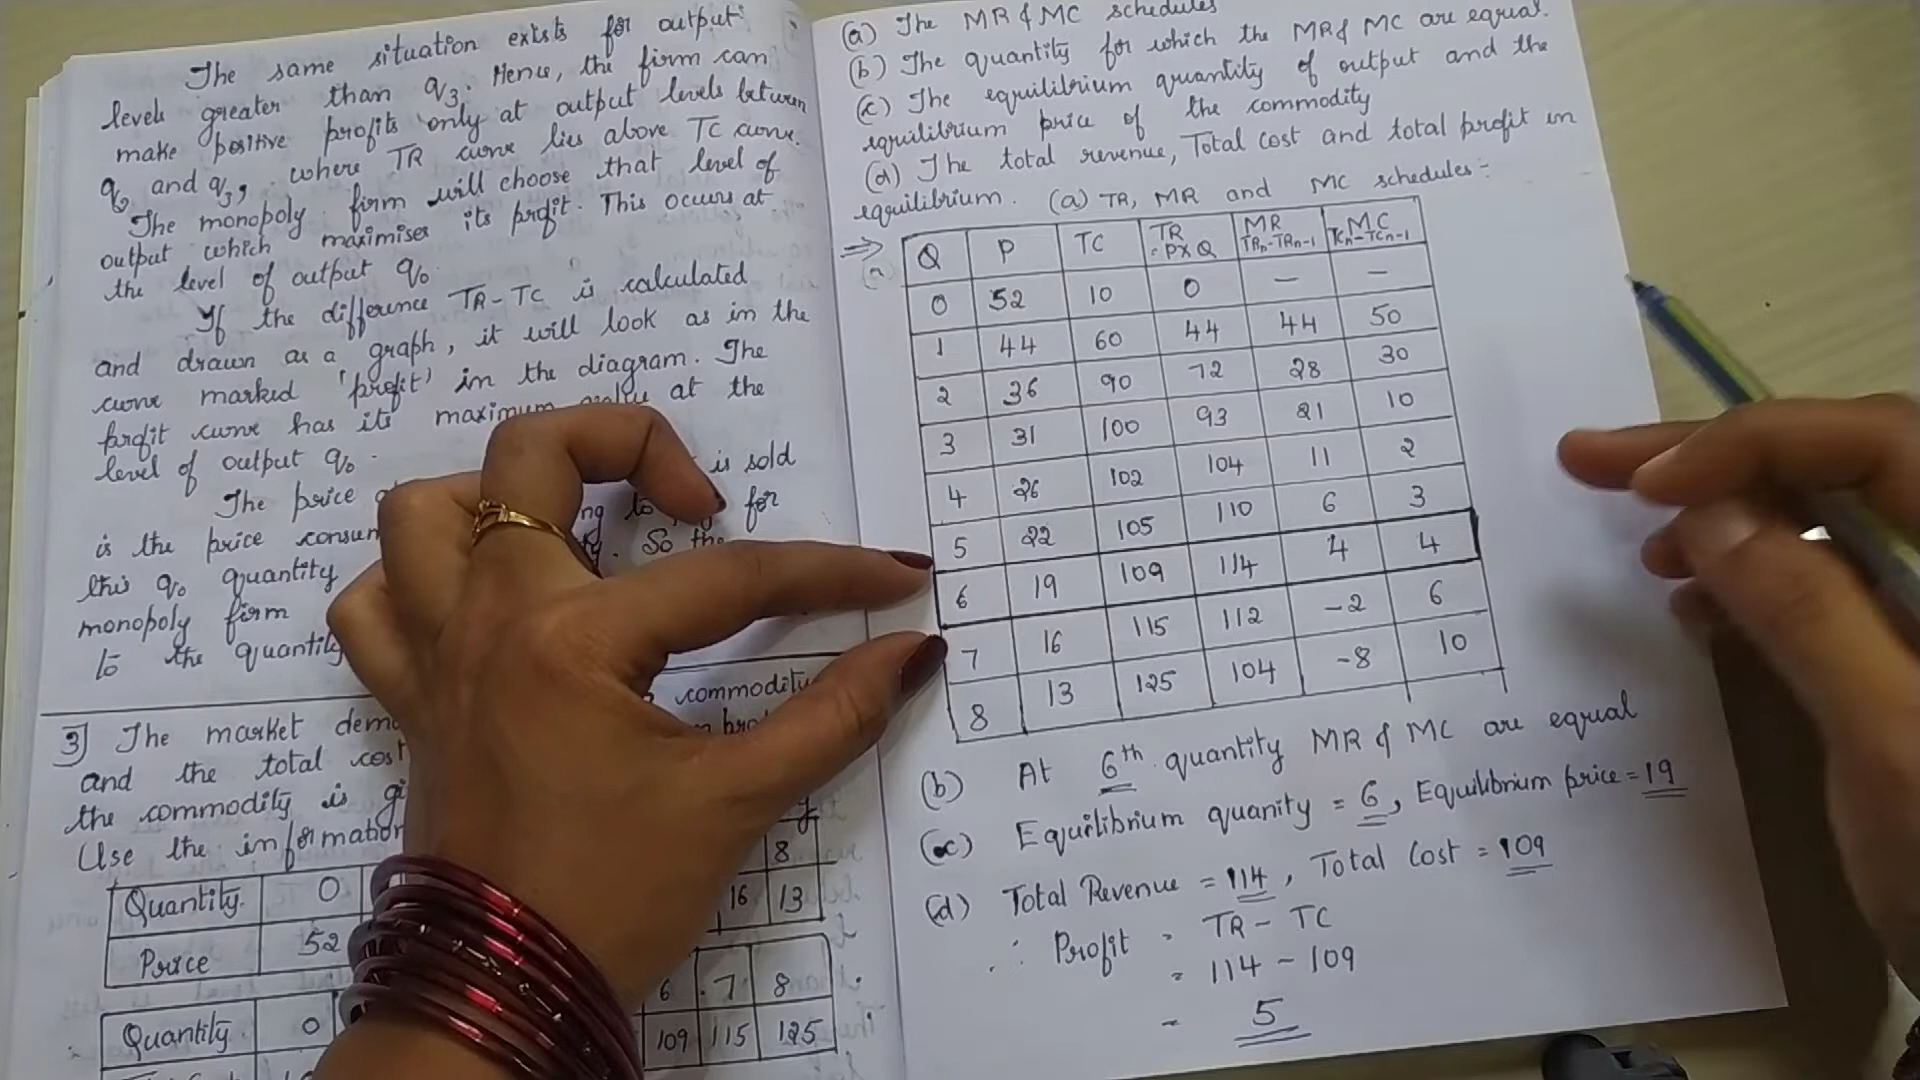 The same situation exists for output
levels greater than q3. Hence, the firm can
make positive profits only at output levels between
q2 and q3, where TR curve lies above TC curve.
The monopoly firm will choose that level of
output which maximises its profit. This occurs at
the level of output q0.
If the difference TR-TC is calculated
and drawn as a graph, it will look as in the
curve marked 'profit' in the diagram. The
profit curve has its maximum value at the
level of output q0.
The price is sold
is the price consum to for
this q0 quantity So the
monopoly firm
to the quantity
3] The market dem commodity
and the total cost
the commodity is gi
Use the information
Quantity 0 8
Price 52 16 13
Quantity 0 6 7 8
109 115 125
(a) The MR & MC schedules
(b) The quantity for which the MR & MC are equal.
(c) The equilibrium quantity of output and the
equilibrium price of the commodity
(d) The total revenue, Total cost and total profit in
equilibrium. (a) TR, MR and MC schedules:-
Q P TC TR = P×Q MR TRn-TRn-1 MC TCn-TCn-1
0 52 10 0 — —
1 44 60 44 44 50
2 36 90 72 28 30
3 31 100 93 21 10
4 26 102 104 11 2
5 22 105 110 6 3
6 19 109 114 4 4
7 16 115 112 -2 6
8 13 125 104 -8 10
(b) At 6th quantity MR & MC are equal
(c) Equilibrium quanity = 6, Equilibrium price = 19
(d) Total Revenue = 114, Total Cost = 109
∴ Profit = TR - TC
= 114 - 109
= 5